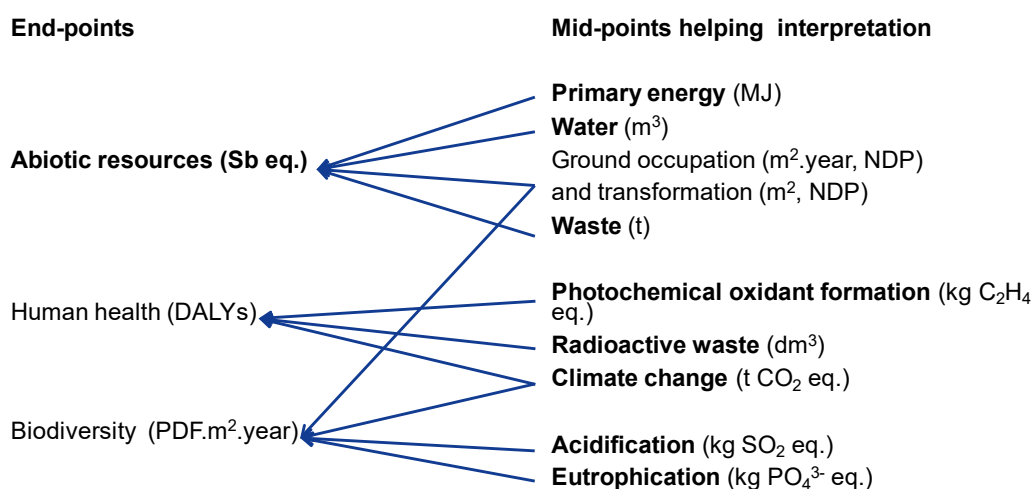 End-points
Mid-points helping interpretation
Primary energy (MJ)
Water (m³)
Abiotic resources (Sb eq.)
Ground occupation (m².year, NDP)
and transformation (m², NDP)
Waste (t)
Photochemical oxidant formation (kg C₂H₄
eq.)
Human health (DALYs)
Radioactive waste (dm³)
Climate change (t CO₂ eq.)
Biodiversity (PDF.m².year)
Acidification (kg SO₂ eq.)
Eutrophication (kg PO₄³⁻ eq.)